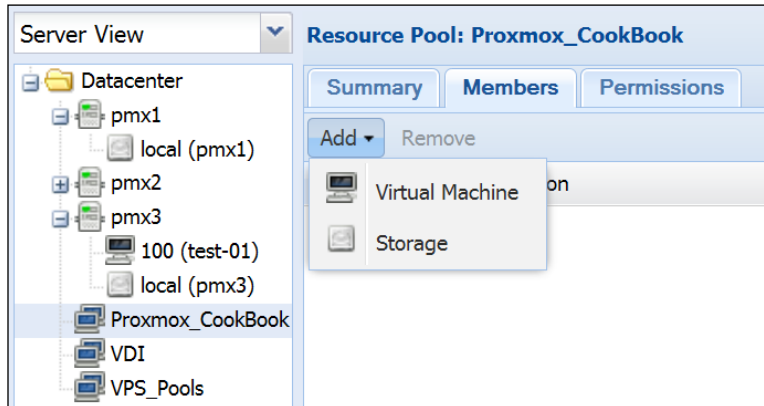 Server View
Datacenter
pmx1
local (pmx1)
pmx2
pmx3
100 (test-01)
local (pmx3)
Proxmox_CookBook
VDI
VPS_Pools
Resource Pool: Proxmox_CookBook
Summary Members Permissions
Add Remove
on
Virtual Machine
Storage